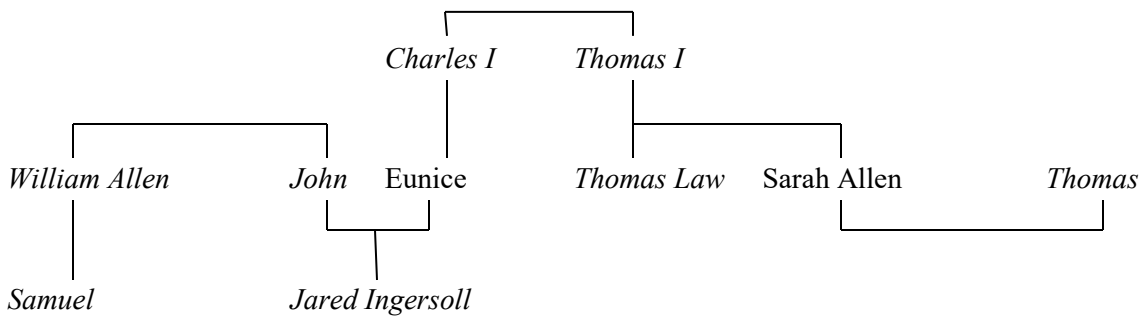 Charles I Thomas I
William Allen John Eunice Thomas Law Sarah Allen Thomas
Samuel Jared Ingersoll